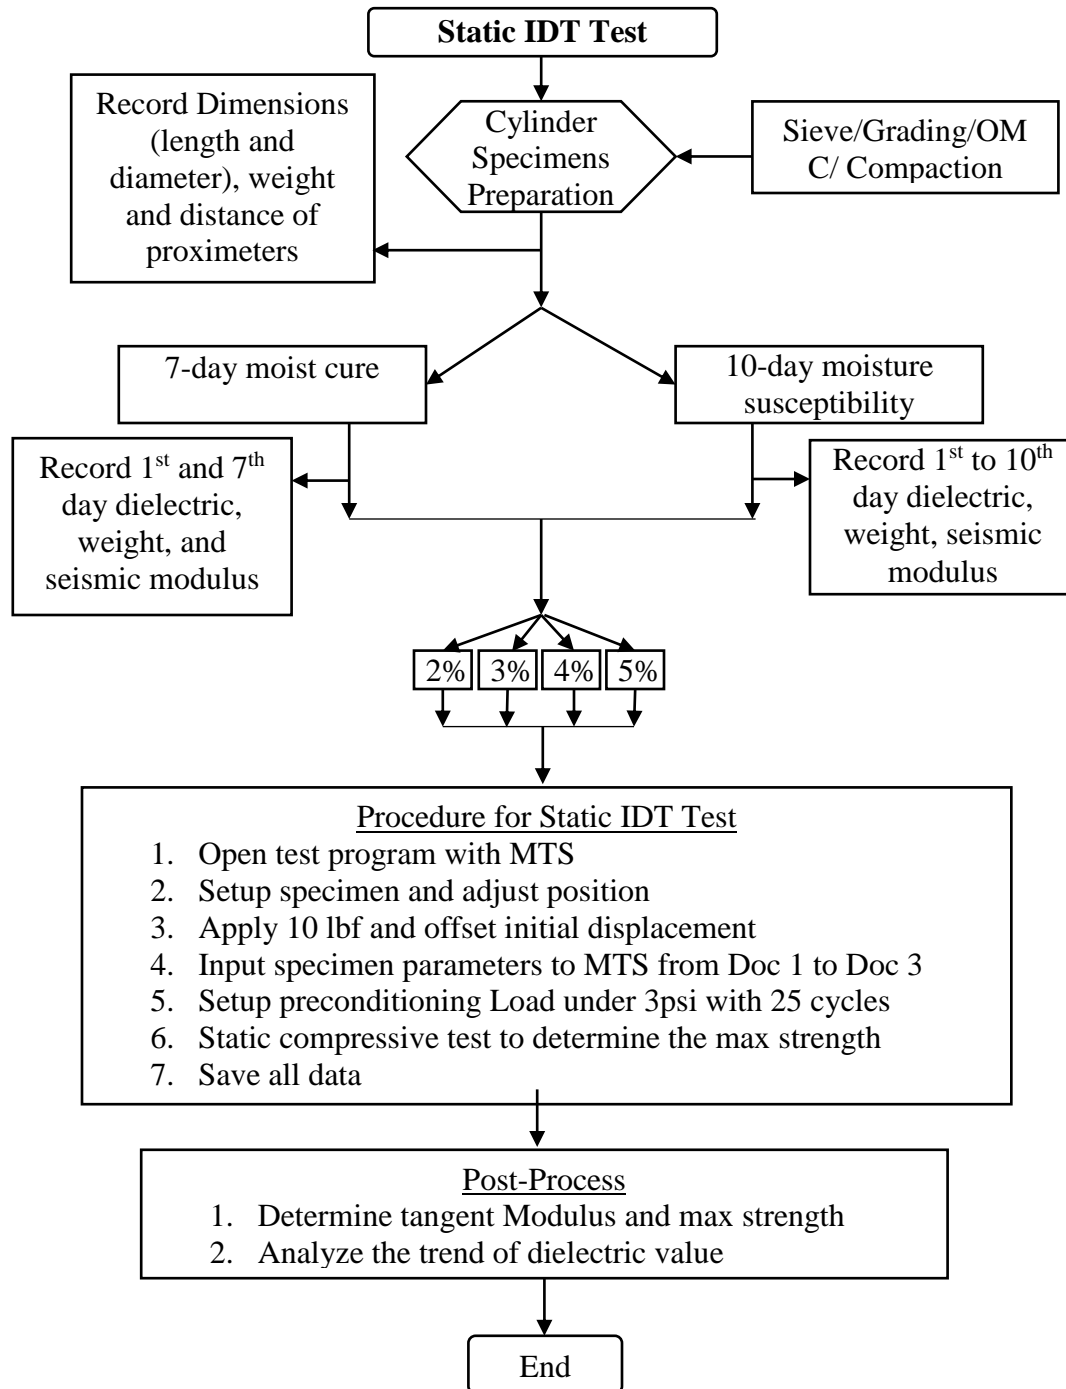 Static IDT Test
Record Dimensions
(length and
diameter), weight
and distance of
proximeters
Cylinder
Specimens
Preparation
Sieve/Grading/OM
C/ Compaction
7-day moist cure
10-day moisture
susceptibility
Record 1st and 7th
day dielectric,
weight, and
seismic modulus
Record 1st to 10th
day dielectric,
weight, seismic
modulus
2%
3%
4%
5%
Procedure for Static IDT Test
1. Open test program with MTS
2. Setup specimen and adjust position
3. Apply 10 lbf and offset initial displacement
4. Input specimen parameters to MTS from Doc 1 to Doc 3
5. Setup preconditioning Load under 3psi with 25 cycles
6. Static compressive test to determine the max strength
7. Save all data
Post-Process
1. Determine tangent Modulus and max strength
2. Analyze the trend of dielectric value
End